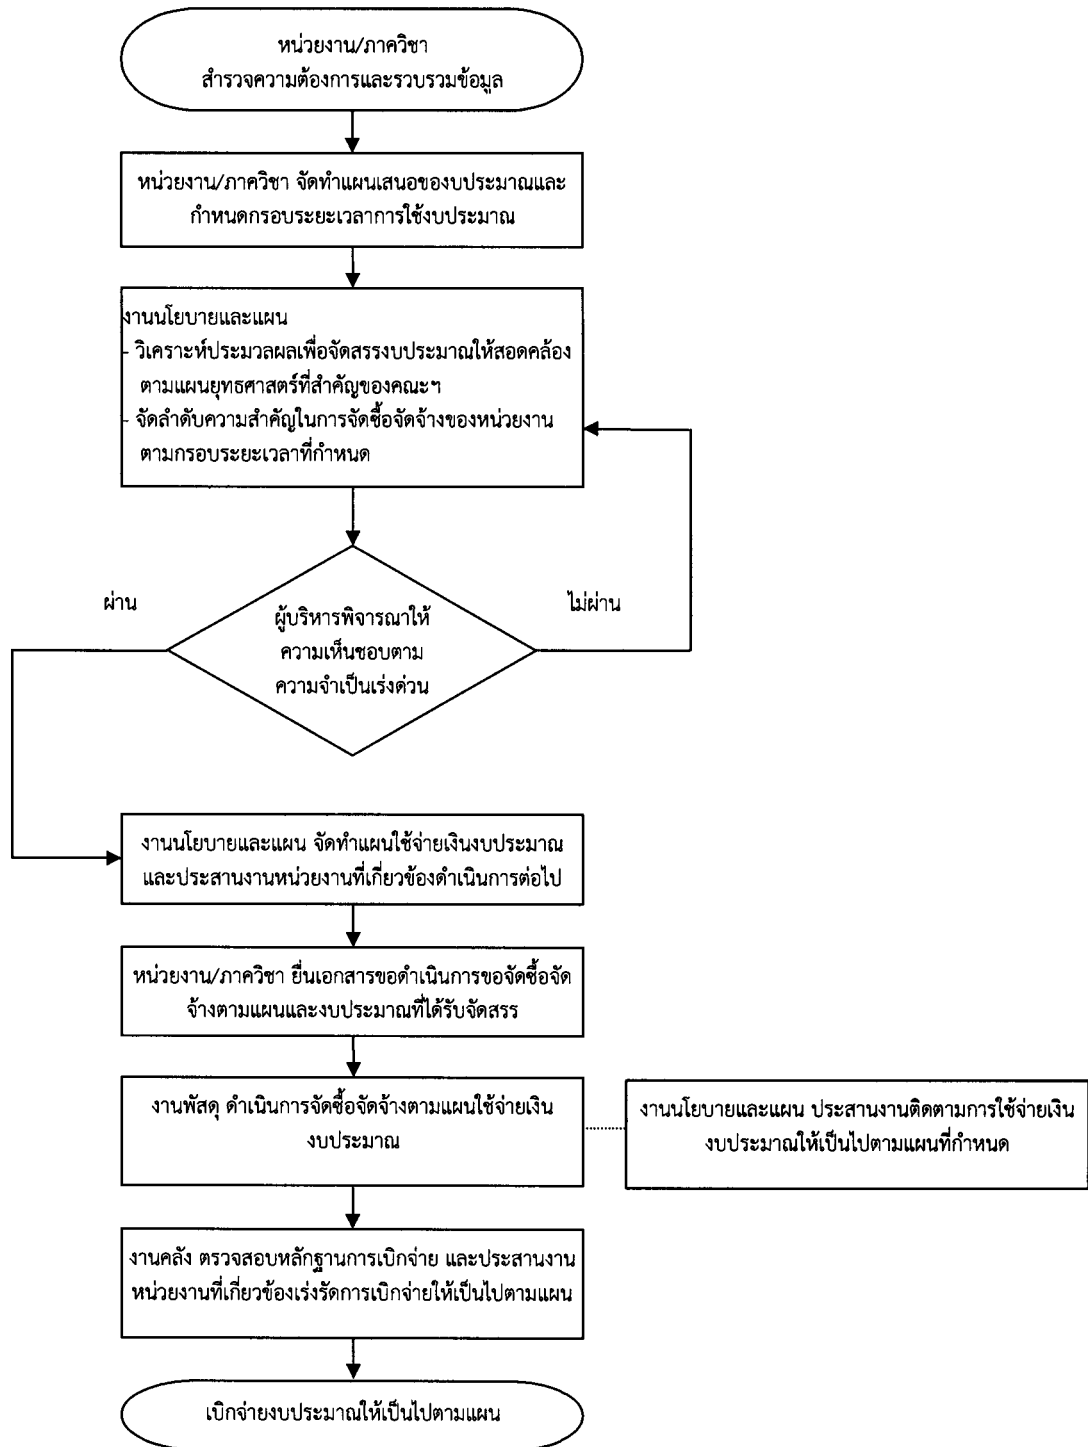 หน่วยงาน/ภาควิชา
สำรวจความต้องการและรวบรวมข้อมูล
หน่วยงาน/ภาควิชา จัดทำแผนเสนอของบประมาณและ
กำหนดกรอบระยะเวลาการใช้งบประมาณ
งานนโยบายและแผน
- วิเคราะห์ประมวลผลเพื่อจัดสรรงบประมาณให้สอดคล้อง
ตามแผนยุทธศาสตร์ที่สำคัญของคณะฯ
- จัดลำดับความสำคัญในการจัดซื้อจัดจ้างของหน่วยงาน
ตามกรอบระยะเวลาที่กำหนด
ผ่าน
ไม่ผ่าน
ผู้บริหารพิจารณาให้
ความเห็นชอบตาม
ความจำเป็นเร่งด่วน
งานนโยบายและแผน จัดทำแผนใช้จ่ายเงินงบประมาณ
และประสานงานหน่วยงานที่เกี่ยวข้องดำเนินการต่อไป
หน่วยงาน/ภาควิชา ยื่นเอกสารขอดำเนินการขอจัดซื้อจัด
จ้างตามแผนและงบประมาณที่ได้รับจัดสรร
งานพัสดุ ดำเนินการจัดซื้อจัดจ้างตามแผนใช้จ่ายเงิน
งบประมาณ
งานนโยบายและแผน ประสานงานติดตามการใช้จ่ายเงิน
งบประมาณให้เป็นไปตามแผนที่กำหนด
งานคลัง ตรวจสอบหลักฐานการเบิกจ่าย และประสานงาน
หน่วยงานที่เกี่ยวข้องเร่งรัดการเบิกจ่ายให้เป็นไปตามแผน
เบิกจ่ายงบประมาณให้เป็นไปตามแผน